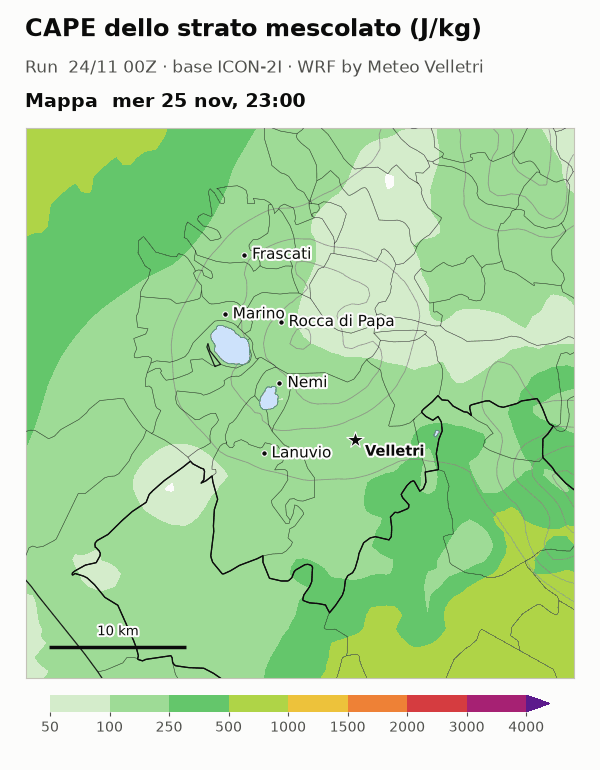 CAPE dello strato mescolato (J/kg)
Run  24/11 00Z · base ICON-2I · WRF by Meteo Velletri
Mappa  mer 25 nov, 23:00
Frascati
Marino
Rocca di Papa
Nemi
Velletri
Lanuvio
10 km
50 100 250 500 1000 1500 2000 3000 4000